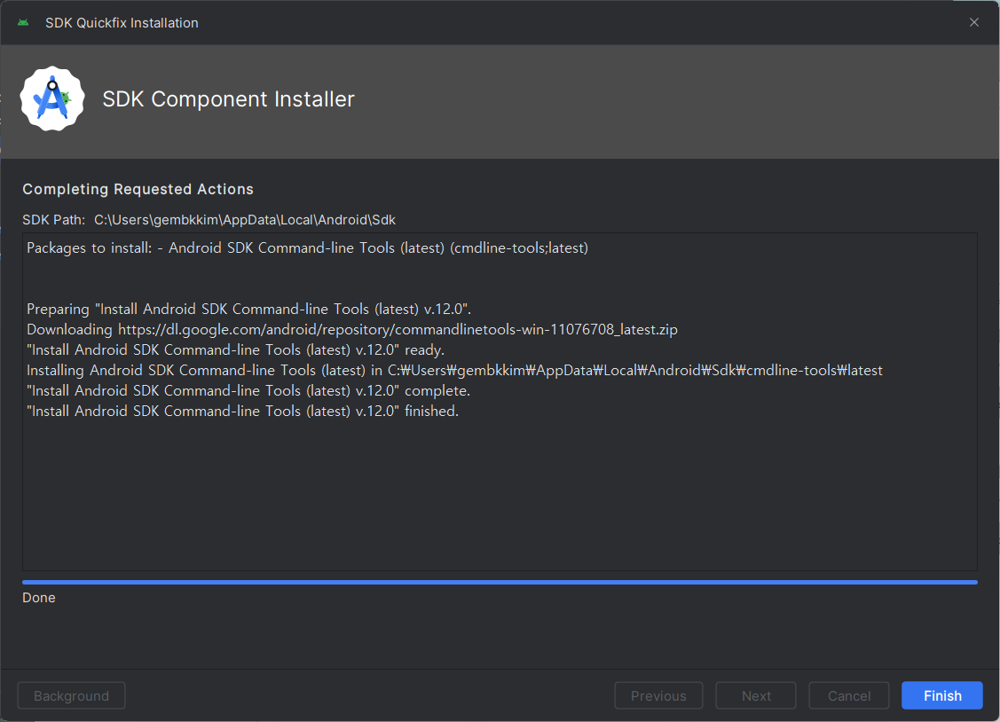 SDK Quickfix Installation
SDK Component Installer
Completing Requested Actions
SDK Path: C:\Users\gembkkim\AppData\Local\Android\Sdk
Packages to install: - Android SDK Command-line Tools (latest) (cmdline-tools;latest)
Preparing "Install Android SDK Command-line Tools (latest) v.12.0".
Downloading https://dl.google.com/android/repository/commandlinetools-win-11076708_latest.zip
"Install Android SDK Command-line Tools (latest) v.12.0" ready.
Installing Android SDK Command-line Tools (latest) in C:₩Users₩gembkkim₩AppData₩Local₩Android₩Sdk₩cmdline-tools₩latest
"Install Android SDK Command-line Tools (latest) v.12.0" complete.
"Install Android SDK Command-line Tools (latest) v.12.0" finished.
Done
Background Previous Next Cancel Finish